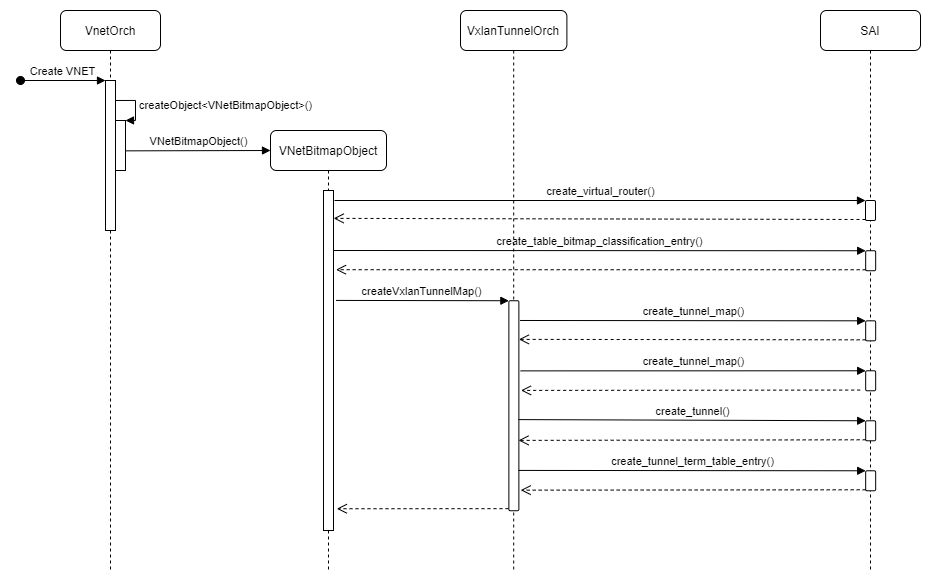 VnetOrch
VxlanTunnelOrch
SAI
Create VNET
createObject<VNetBitmapObject>()
VNetBitmapObject()
VNetBitmapObject
create_virtual_router()
create_table_bitmap_classification_entry()
createVxlanTunnelMap()
create_tunnel_map()
create_tunnel_map()
create_tunnel()
create_tunnel_term_table_entry()